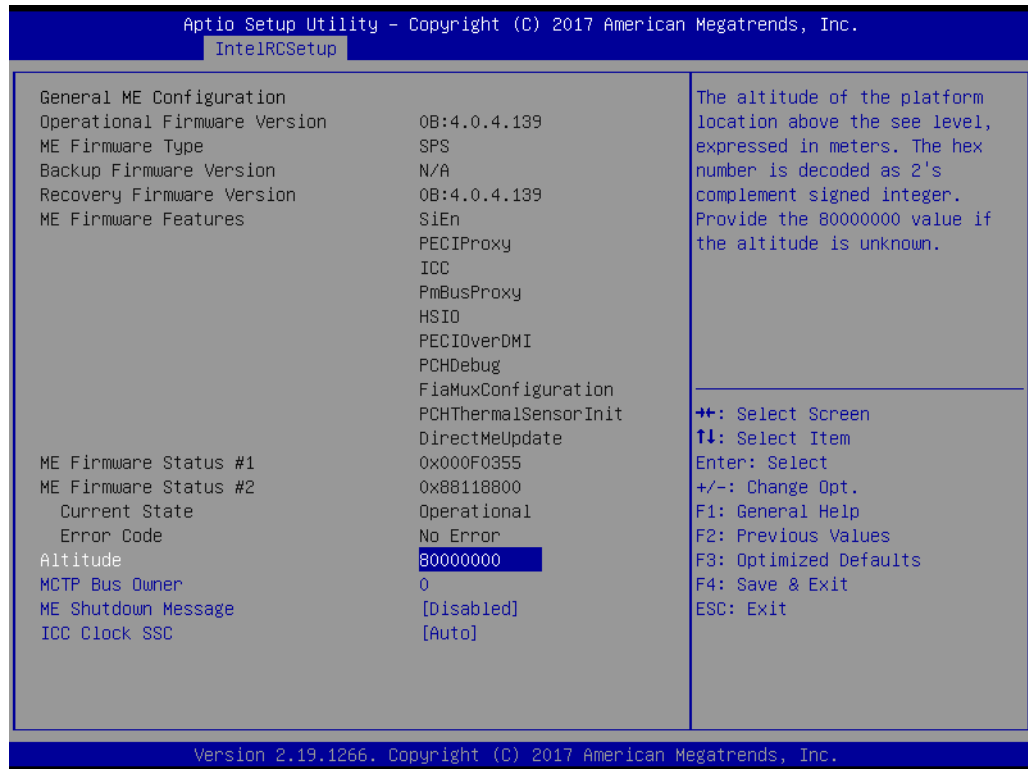 Aptio Setup Utility – Copyright (C) 2017 American Megatrends, Inc.
IntelRCSetup
General ME Configuration
Operational Firmware Version 0B:4.0.4.139
ME Firmware Type SPS
Backup Firmware Version N/A
Recovery Firmware Version 0B:4.0.4.139
ME Firmware Features SiEn
PECIProxy
ICC
PmBusProxy
HSIO
PECIOverDMI
PCHDebug
FiaMuxConfiguration
PCHThermalSensorInit
DirectMeUpdate
ME Firmware Status #1 0x000F0355
ME Firmware Status #2 0x88118800
Current State Operational
Error Code No Error
Altitude 80000000
MCTP Bus Owner 0
ME Shutdown Message [Disabled]
ICC Clock SSC [Auto]
The altitude of the platform
location above the see level,
expressed in meters. The hex
number is decoded as 2's
complement signed integer.
Provide the 80000000 value if
the altitude is unknown.
→←: Select Screen
↑↓: Select Item
Enter: Select
+/-: Change Opt.
F1: General Help
F2: Previous Values
F3: Optimized Defaults
F4: Save & Exit
ESC: Exit
Version 2.19.1266. Copyright (C) 2017 American Megatrends, Inc.